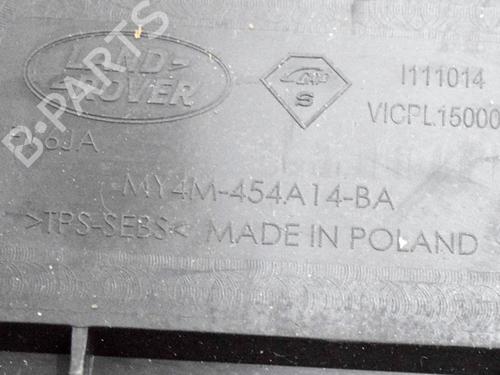 LAND-
ROVER
S
I111014
VICPL15000
MY4M-454A14-BA
>TPS-SEBS< MADE IN POLAND
B-PARTS